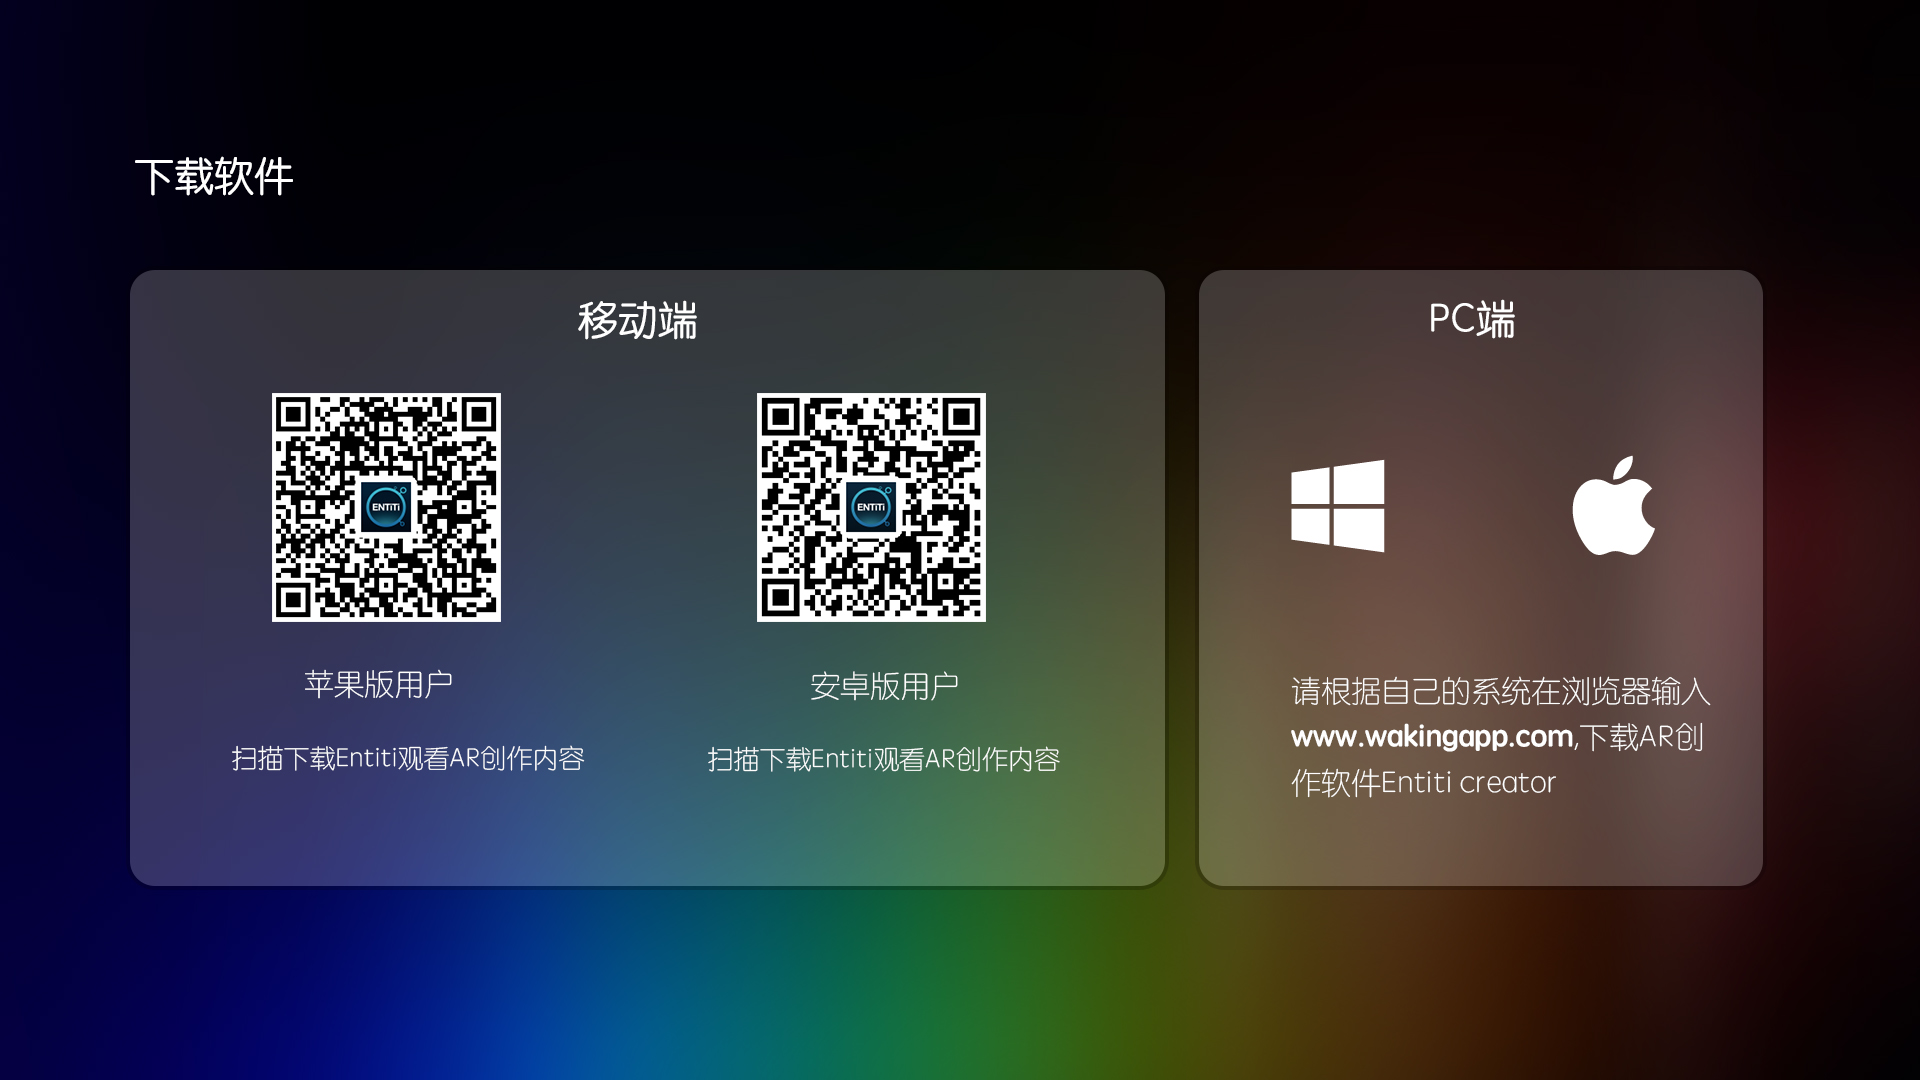 下载软件
移动端
ENTiTi
苹果版用户
扫描下载Entiti观看AR创作内容
ENTiTi
安卓版用户
扫描下载Entiti观看AR创作内容
PC端
请根据自己的系统在浏览器输入
www.wakingapp.com,下载AR创
作软件Entiti creator